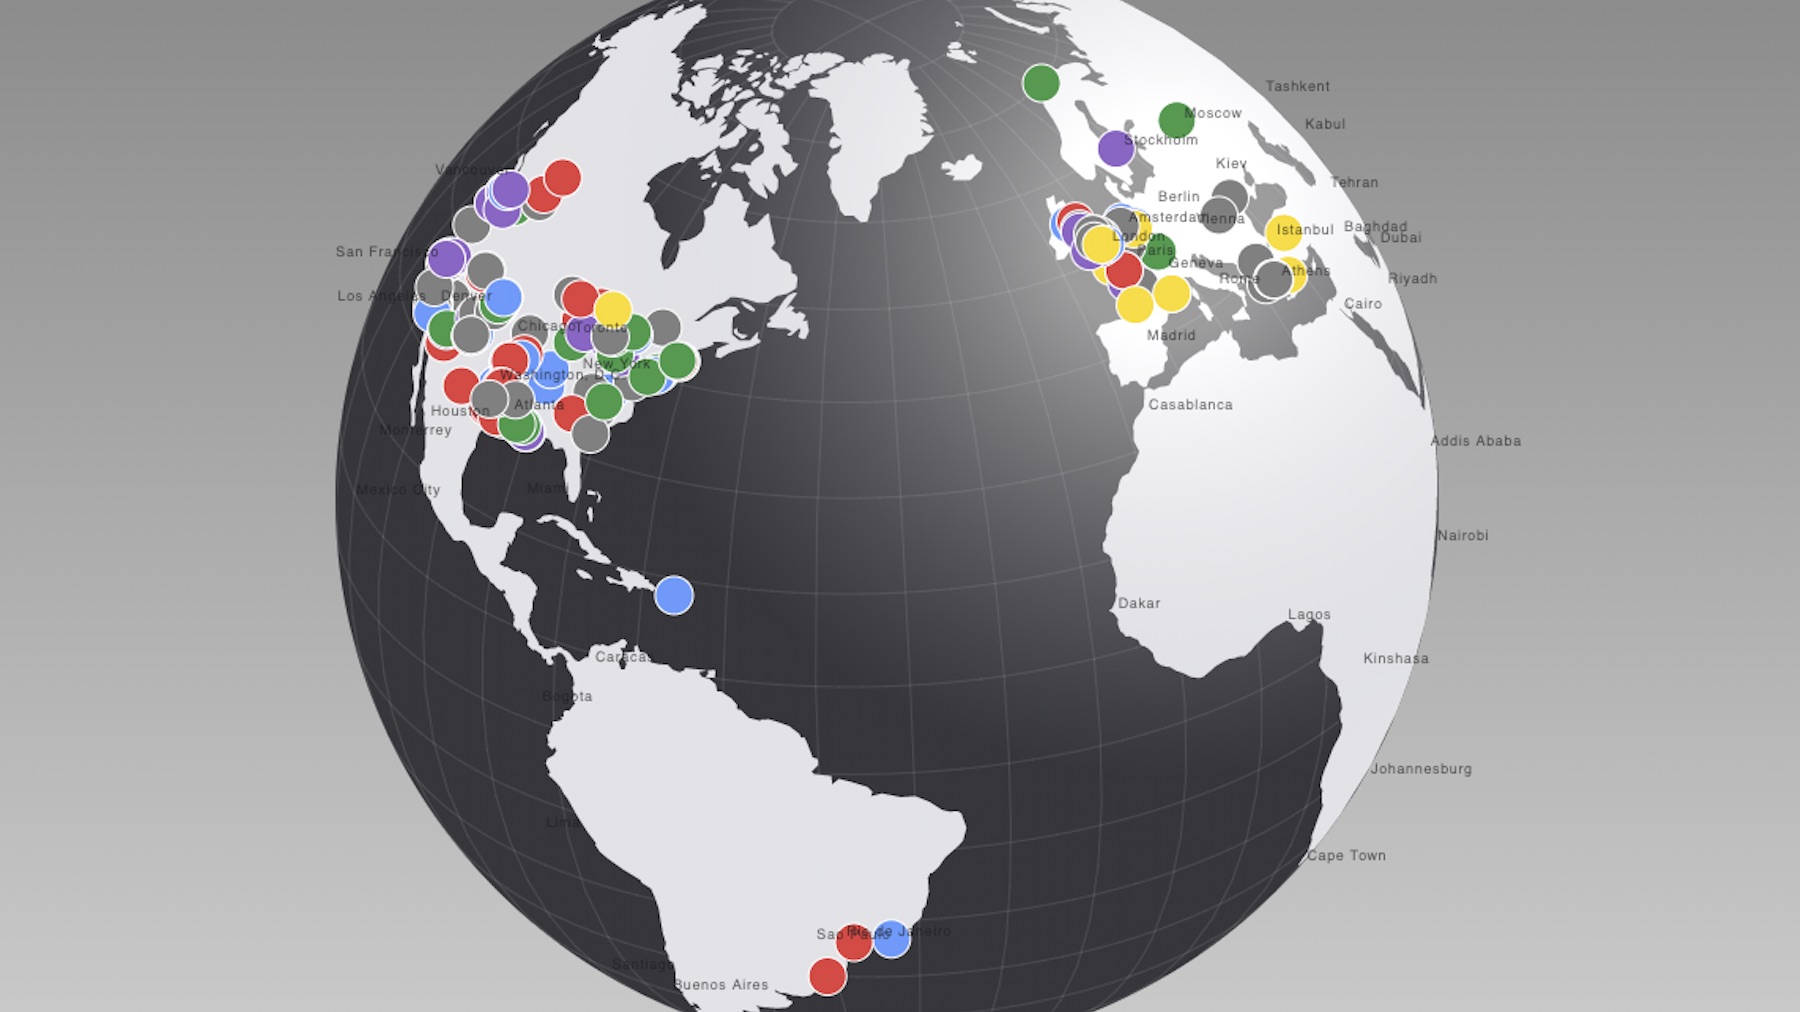 Tashkent
Moscow
Kabul
Stockholm
Kiev
Vancouver
Tehran
Berlin
Amsterdam
Vienna
Istanbul
Baghdad
London
Dubai
Paris
San Francisco
Geneva
Rome
Athens
Riyadh
Los Angeles
Denver
Cairo
Chicago
Toronto
Madrid
New York
Washington, D.C.
Houston
Atlanta
Casablanca
Monterrey
Addis Ababa
Mexico City
Miami
Nairobi
Dakar
Lagos
Caracas
Kinshasa
Bogota
Johannesburg
Lima
Cape Town
Sao Paulo
Rio de Janeiro
Santiago
Buenos Aires